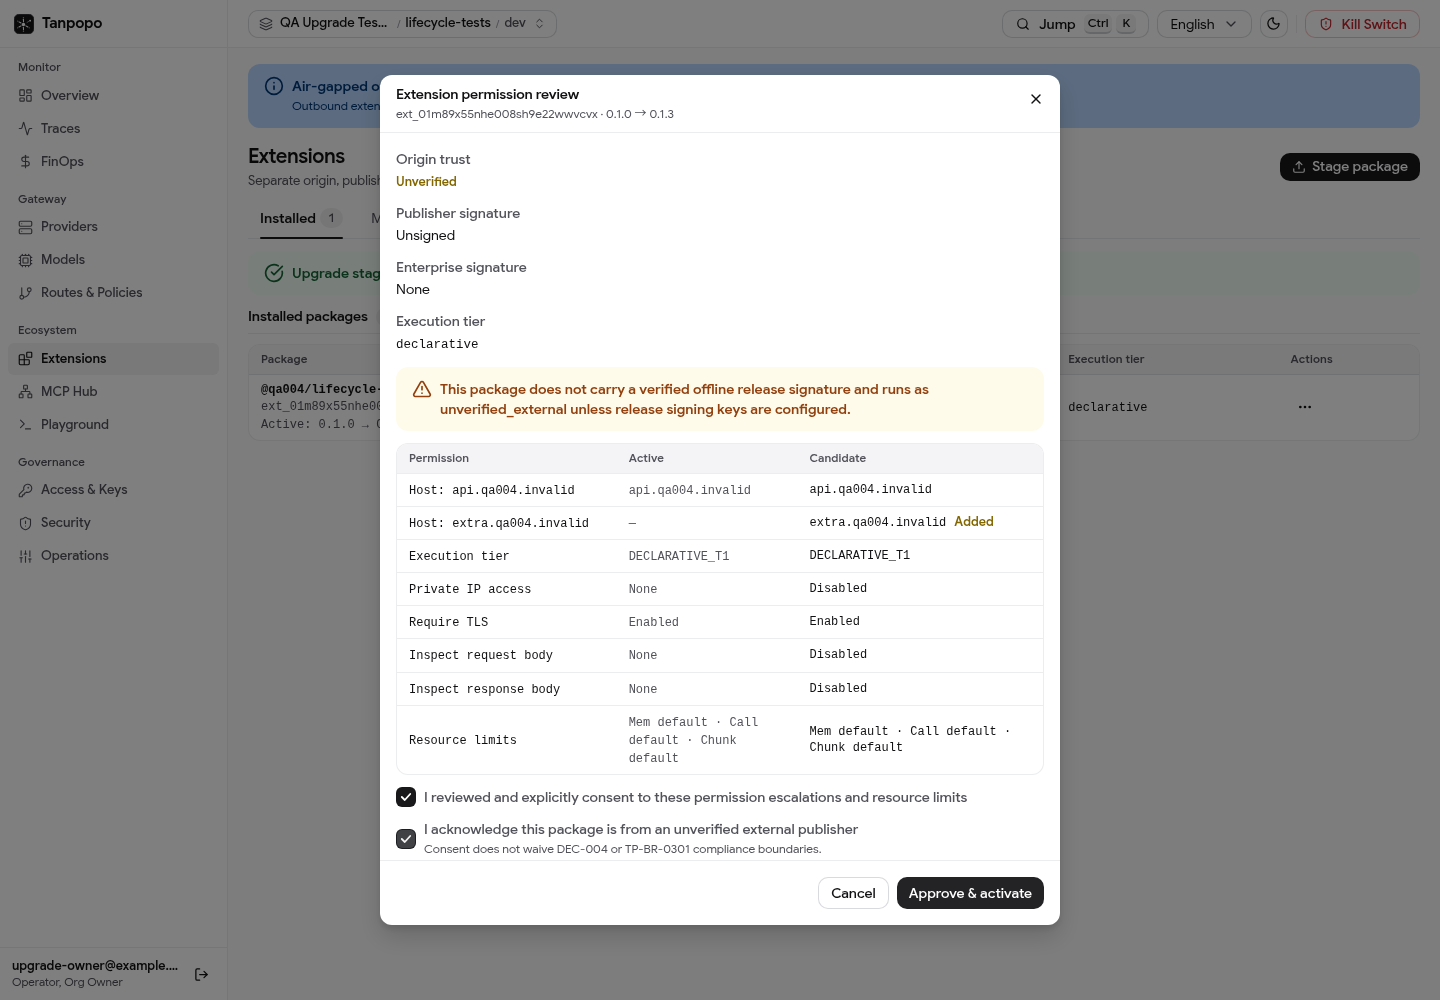 Tanpopo
QA Upgrade Tes... / lifecycle-tests / dev
Jump Ctrl K
English
Kill Switch
Monitor
Overview
Traces
FinOps
Gateway
Providers
Models
Routes & Policies
Ecosystem
Extensions
MCP Hub
Playground
Governance
Access & Keys
Security
Operations
upgrade-owner@example....
Operator, Org Owner
Air-gapped
Outbound exten
Extensions
Separate origin, publish
Stage package
Installed 1
M
Upgrade stag
Installed packages
Package
Execution tier
Actions
@qa004/lifecycle-
ext_01m89x55nhe00
Active: 0.1.0 →
declarative
Extension permission review
ext_01m89x55nhe008sh9e22wwvcvx · 0.1.0 → 0.1.3
Origin trust
Unverified
Publisher signature
Unsigned
Enterprise signature
None
Execution tier
declarative
This package does not carry a verified offline release signature and runs as
unverified_external unless release signing keys are configured.
Permission Active Candidate
Host: api.qa004.invalid api.qa004.invalid api.qa004.invalid
Host: extra.qa004.invalid — extra.qa004.invalid Added
Execution tier DECLARATIVE_T1 DECLARATIVE_T1
Private IP access None Disabled
Require TLS Enabled Enabled
Inspect request body None Disabled
Inspect response body None Disabled
Resource limits
Mem default · Call
default · Chunk
default
Mem default · Call default ·
Chunk default
I reviewed and explicitly consent to these permission escalations and resource limits
I acknowledge this package is from an unverified external publisher
Consent does not waive DEC-004 or TP-BR-0301 compliance boundaries.
Cancel
Approve & activate